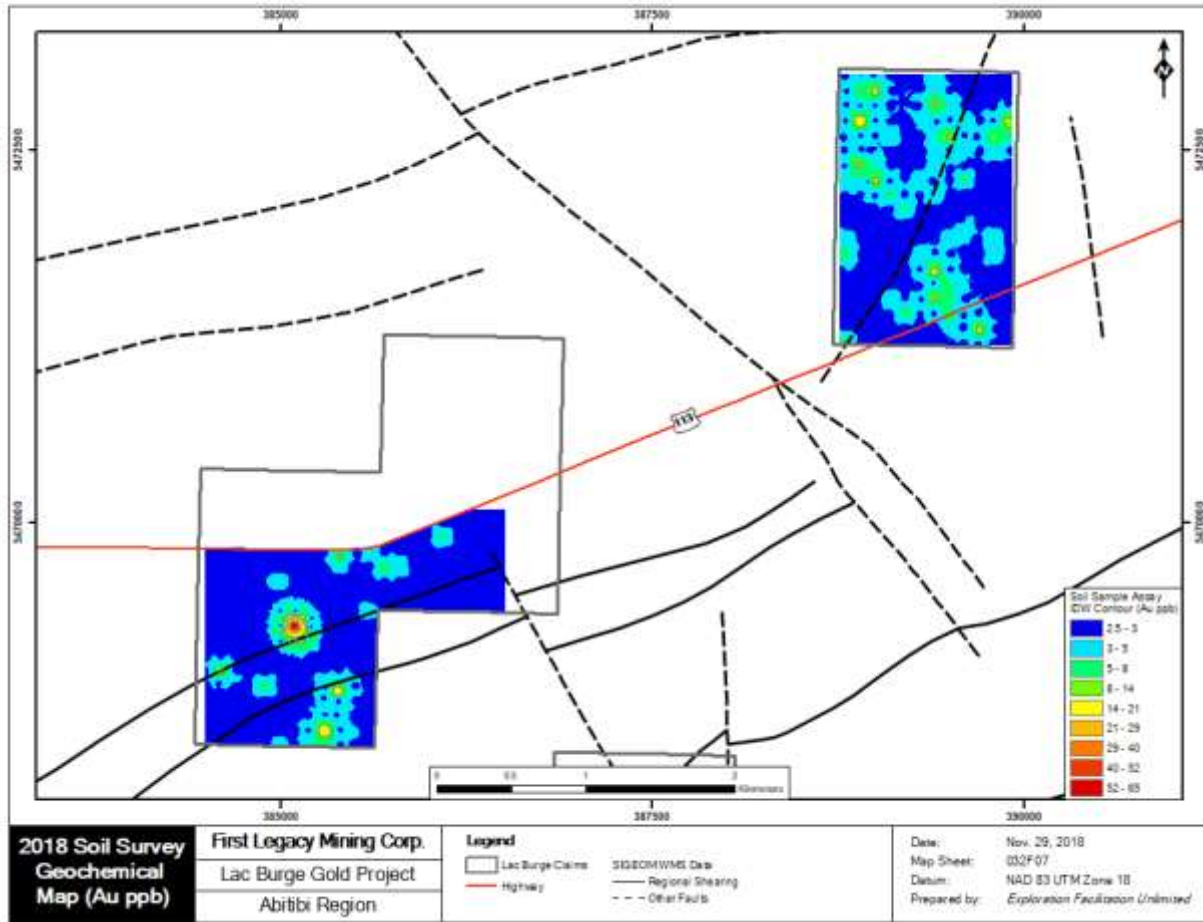 385000
387500
390000
N
5472500
5472500
113
5470000
5470000
Soil Sample Assay
IDW Contour (Au ppb)
2.5 - 3
3 - 5
5 - 8
8 - 14
14 - 21
21 - 29
29 - 40
40 - 52
52 - 65
0
0.5
1
2
Kilometers
385000
387500
390000
2018 Soil Survey
Geochemical
Map (Au ppb)
First Legacy Mining Corp.
Lac Burge Gold Project
Abitibi Region
Legend
Lac Burge Claims
Highway
SIGEOM WMS Data
Regional Shearing
Other Faults
Date: Nov. 29, 2018
Map Sheet: 032F07
Datum: NAD 83 UTM Zone 18
Prepared by: Exploration Facilitation Unlimited